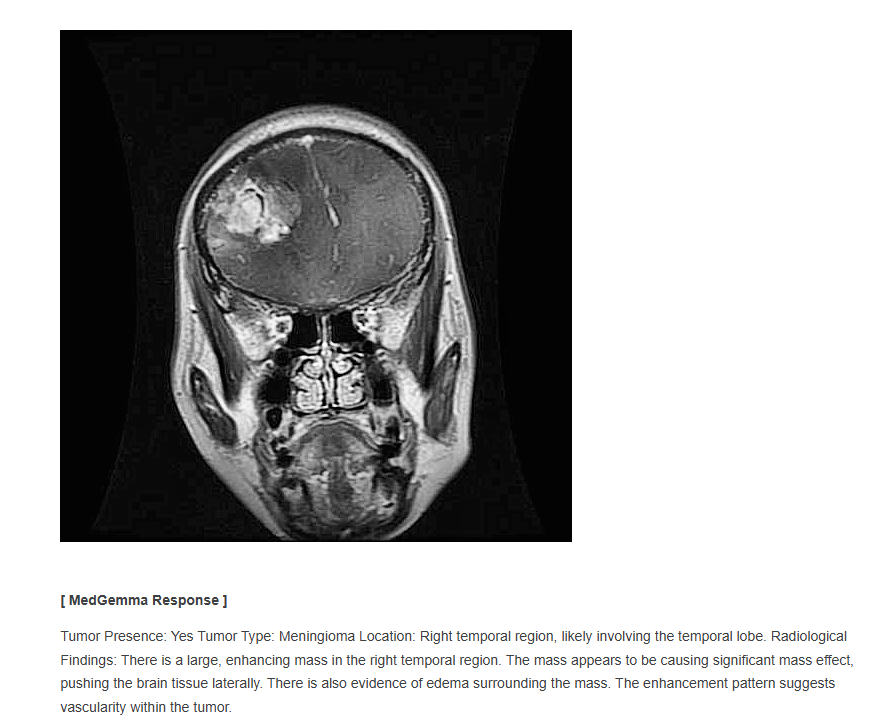 [ MedGemma Response ]
Tumor Presence: Yes Tumor Type: Meningioma Location: Right temporal region, likely involving the temporal lobe. Radiological
Findings: There is a large, enhancing mass in the right temporal region. The mass appears to be causing significant mass effect,
pushing the brain tissue laterally. There is also evidence of edema surrounding the mass. The enhancement pattern suggests
vascularity within the tumor.